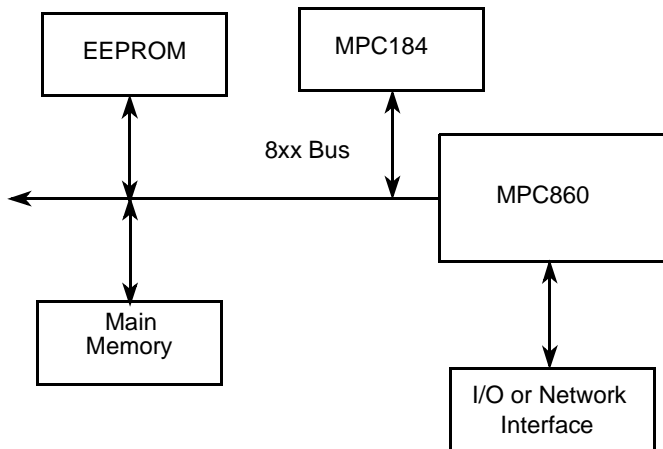 EEPROM
MPC184
8xx Bus
MPC860
Main
Memory
I/O or Network
Interface